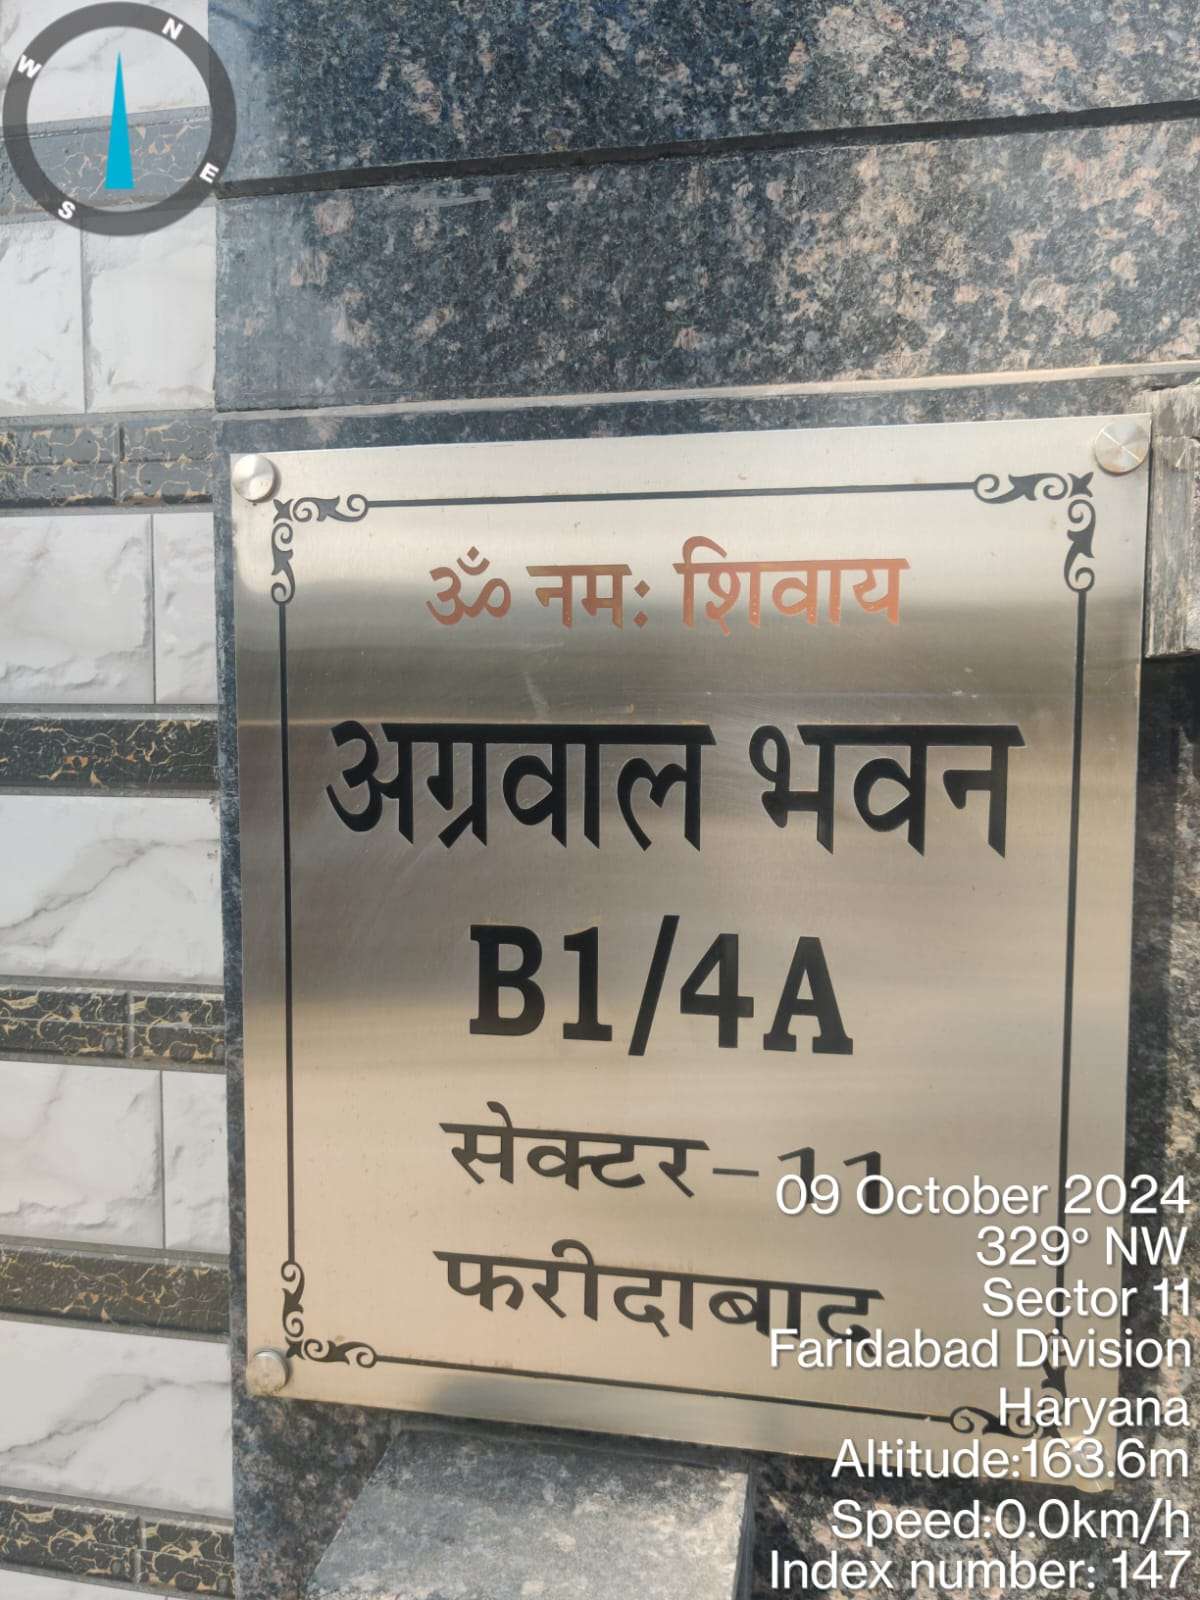 N
W
E
S
ॐ नमः शिवाय
अग्रवाल भवन
B1/4A
सेक्टर-11
फरीदाबाद
09 October 2024
329° NW
Sector 11
Faridabad Division
Haryana
Altitude:163.6m
Speed:0.0km/h
Index number: 147